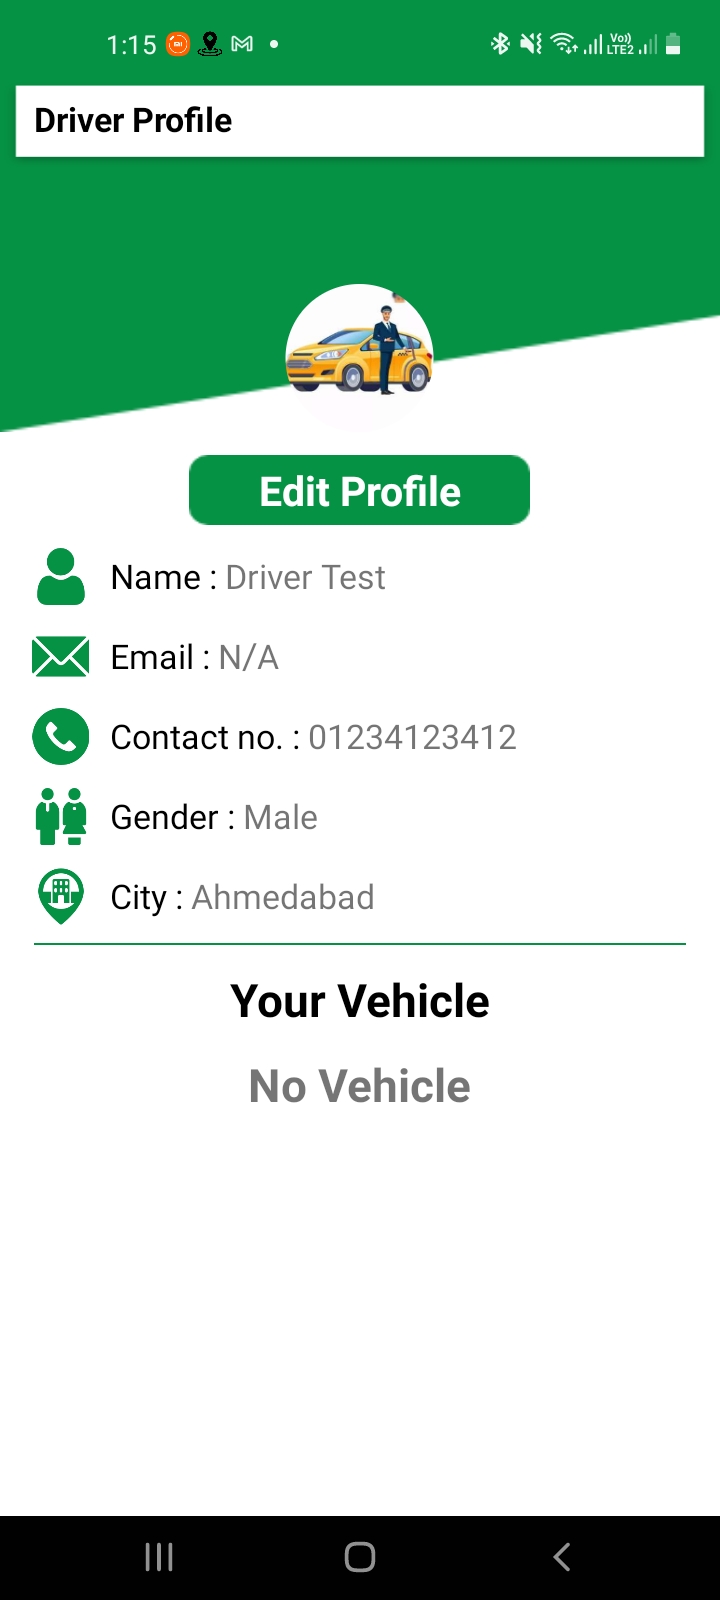 1:15
Vo))
LTE2
Driver Profile
Edit Profile
Name : Driver Test
Email : N/A
Contact no. : 01234123412
Gender : Male
City : Ahmedabad
Your Vehicle
No Vehicle